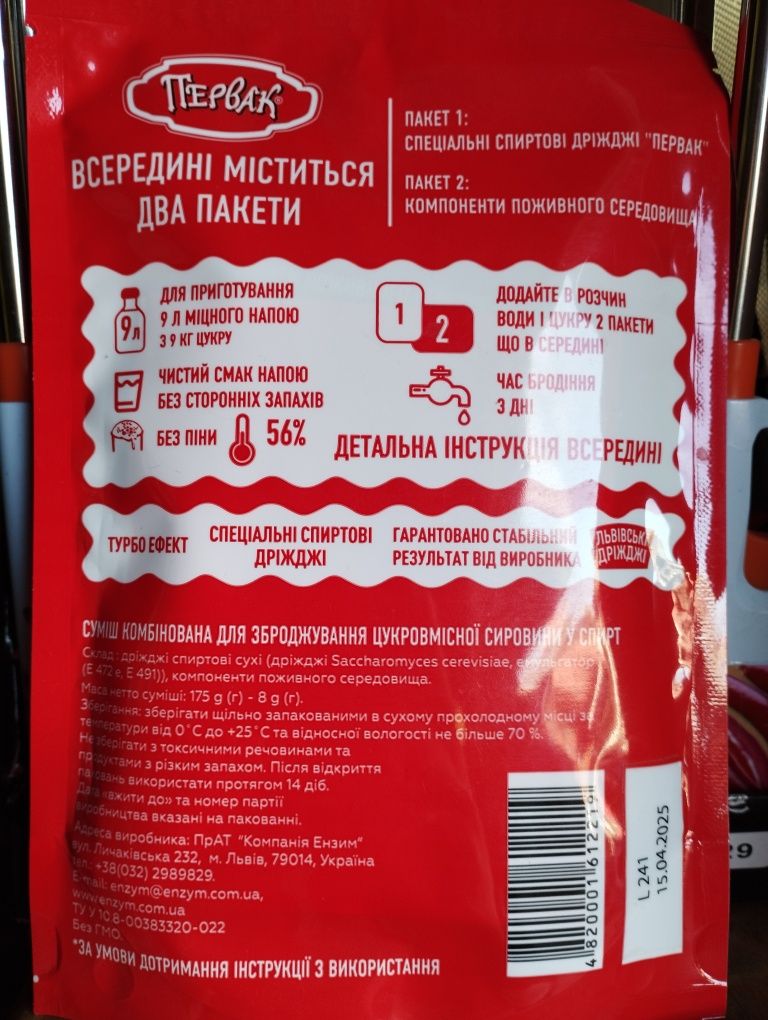 ПЕРВАК®
ВСЕРЕДИНІ МІСТИТЬСЯ
ДВА ПАКЕТИ
ПАКЕТ 1:
СПЕЦІАЛЬНІ СПИРТОВІ ДРІЖДЖІ "ПЕРВАК"
ПАКЕТ 2:
КОМПОНЕНТИ ПОЖИВНОГО СЕРЕДОВИЩА
9л
ДЛЯ ПРИГОТУВАННЯ
9 Л МІЦНОГО НАПОЮ
З 9 КГ ЦУКРУ
1
2
ДОДАЙТЕ В РОЗЧИН
ВОДИ І ЦУКРУ 2 ПАКЕТИ
ЩО В СЕРЕДИНІ
ЧИСТИЙ СМАК НАПОЮ
БЕЗ СТОРОННІХ ЗАПАХІВ
ЧАС БРОДІННЯ
3 ДНІ
БЕЗ ПІНИ
56%
ДЕТАЛЬНА ІНСТРУКЦІЯ ВСЕРЕДИНІ
ТУРБО ЕФЕКТ
СПЕЦІАЛЬНІ СПИРТОВІ
ДРІЖДЖІ
ГАРАНТОВАНО СТАБІЛЬНИЙ
РЕЗУЛЬТАТ ВІД ВИРОБНИКА
ЛЬВІВСЬКІ
ДРІЖДЖІ
СУМІШ КОМБІНОВАНА ДЛЯ ЗБРОДЖУВАННЯ ЦУКРОВМІСНОЇ СИРОВИНИ У СПИРТ
Склад: дріжджі спиртові сухі (дріжджі Saccharomyces cerevisiae, емульгатор
(Е 472 е, Е 491)), компоненти поживного середовища.
Маса нетто суміші: 175 g (г) - 8 g (г).
Зберігання: зберігати щільно запакованими в сухому прохолодному місці за
температури від 0°С до +25°С та відносної вологості не більше 70 %.
Не зберігати з токсичними речовинами та
продуктами з різким запахом. Після відкриття
паковань використати протягом 14 діб.
Дата «вжити до» та номер партії
виробництва вказані на пакованні.
Адреса виробника: ПрАТ "Компанія Ензим"
вул. Личаківська 232, м. Львів, 79014, Україна
тел.: +38(032) 2989829.
E-mail: enzym@enzym.com.ua,
www.enzym.com.ua
ТУ У 10.8-00383320-022
Без ГМО.
*ЗА УМОВИ ДОТРИМАННЯ ІНСТРУКЦІЇ З ВИКОРИСТАННЯ
L 241
15.04.2025